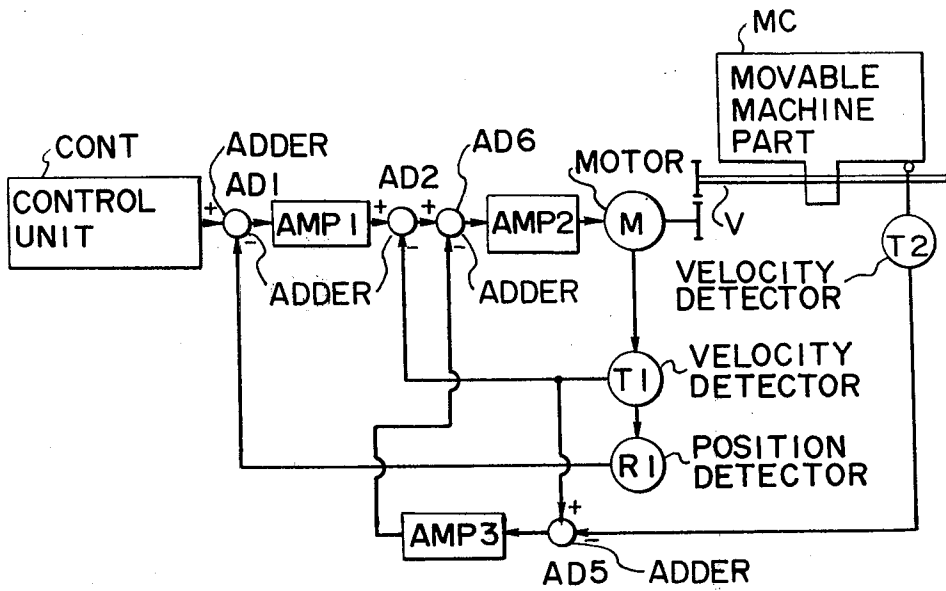 MC
MOVABLE
MACHINE
PART
CONT
CONTROL
UNIT
ADDER
AD1
+
-
AMP1
ADDER
AD2
+
-
AD6
+
-
ADDER
AMP2
MOTOR
M
V
T2
VELOCITY
DETECTOR
T1
VELOCITY
DETECTOR
R1
POSITION
DETECTOR
AMP3
+
-
AD5
ADDER